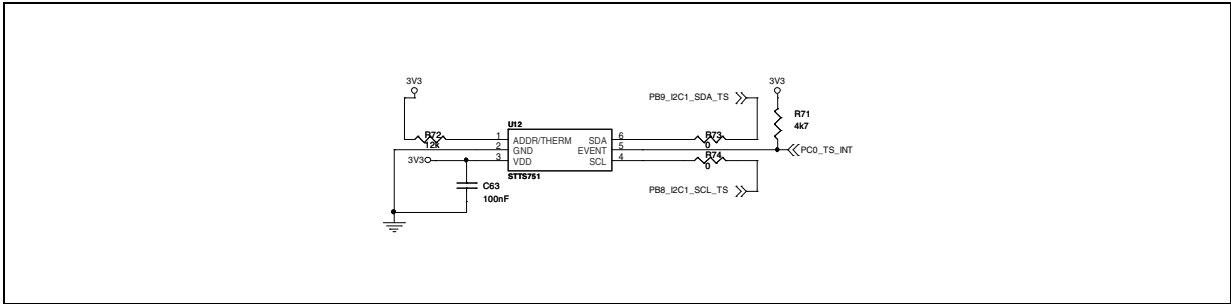 3V3
3V3
PB9_I2C1_SDA_TS
R71
4k7
U12
R72
12k
1
ADDR/THERM
SDA
6
R73
0
2
GND
EVENT
5
PC0_TS_INT
3V3
3
VDD
SCL
4
R74
0
STTS751
C63
100nF
PB8_I2C1_SCL_TS